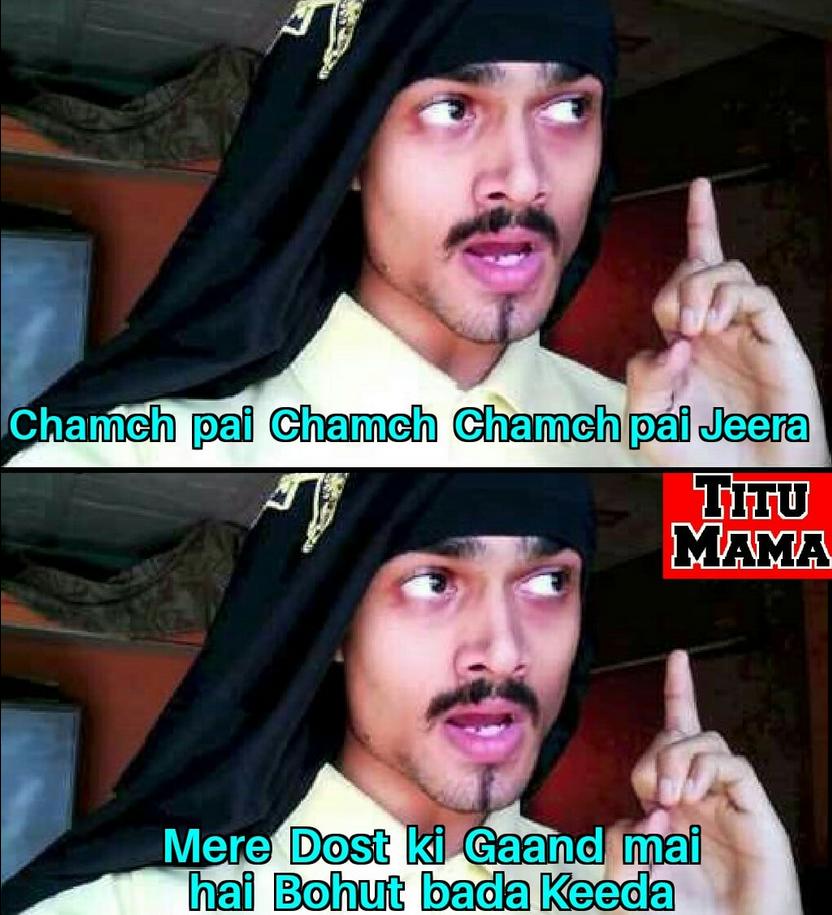 Chamch pai Chamch Chamch pai Jeera
TITU
MAMA
Mere Dost ki Gaand mai
hai Bohut bada Keeda